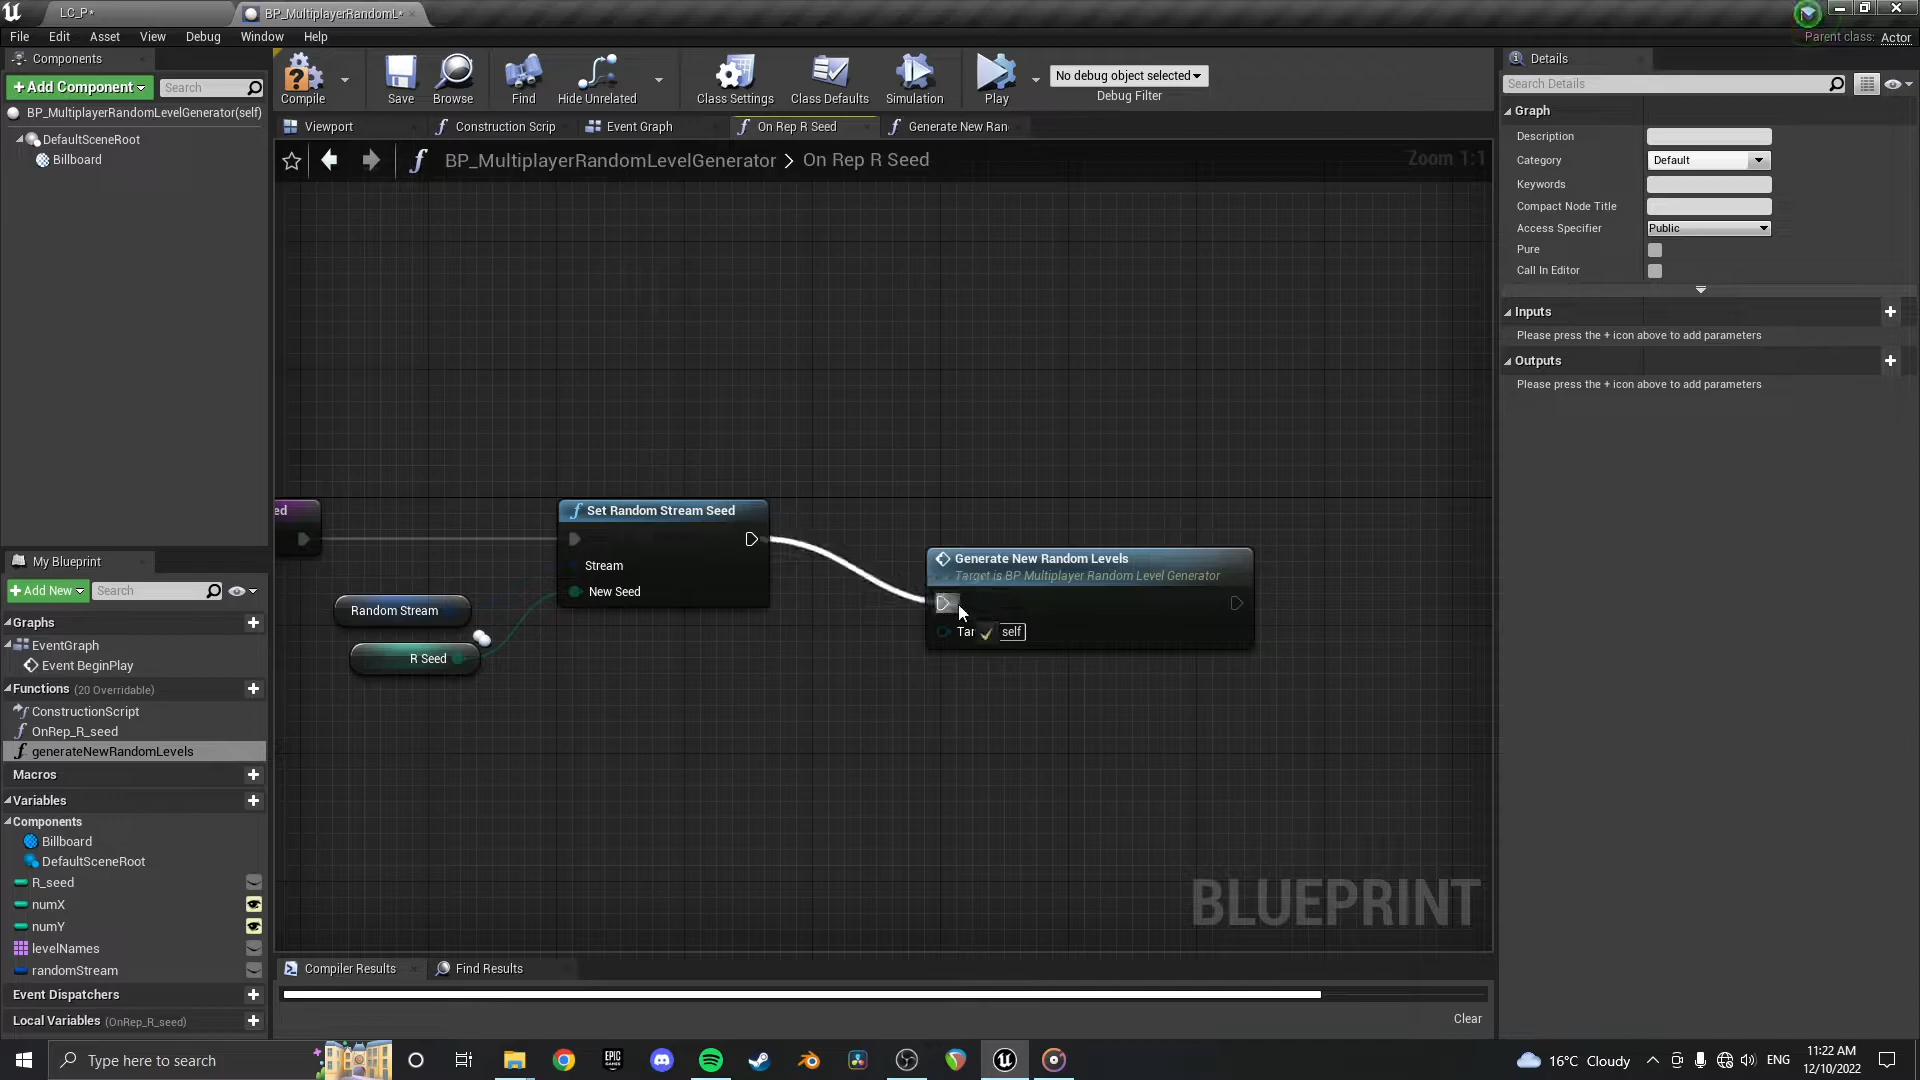 LC_P*
BP_MultiplayerRandomL*
File Edit Asset View Debug Window Help
Parent class: Actor
Components
+Add Component
Search
BP_MultiplayerRandomLevelGenerator(self)
DefaultSceneRoot
Billboard
Compile
Save
Browse
Find
Hide Unrelated
Class Settings
Class Defaults
Simulation
Play
No debug object selected
Debug Filter
Viewport
Construction Scrip
Event Graph
On Rep R Seed
Generate New Ran
BP_MultiplayerRandomLevelGenerator > On Rep R Seed
Zoom 1:1
ed
Set Random Stream Seed
Stream
New Seed
Random Stream
R Seed
Generate New Random Levels
Target is BP Multiplayer Random Level Generator
Tar self
BLUEPRINT
My Blueprint
+Add New
Search
Graphs
EventGraph
Event BeginPlay
Functions (20 Overridable)
ConstructionScript
OnRep_R_seed
generateNewRandomLevels
Macros
Variables
Components
Billboard
DefaultSceneRoot
R_seed
numX
numY
levelNames
randomStream
Event Dispatchers
Local Variables (OnRep_R_seed)
Compiler Results
Find Results
Clear
Details
Search Details
Graph
Description
Category Default
Keywords
Compact Node Title
Access Specifier Public
Pure
Call In Editor
Inputs
Please press the + icon above to add parameters
Outputs
Please press the + icon above to add parameters
Type here to search
EPIC GAMES
16°C Cloudy
ENG
11:22 AM
12/10/2022